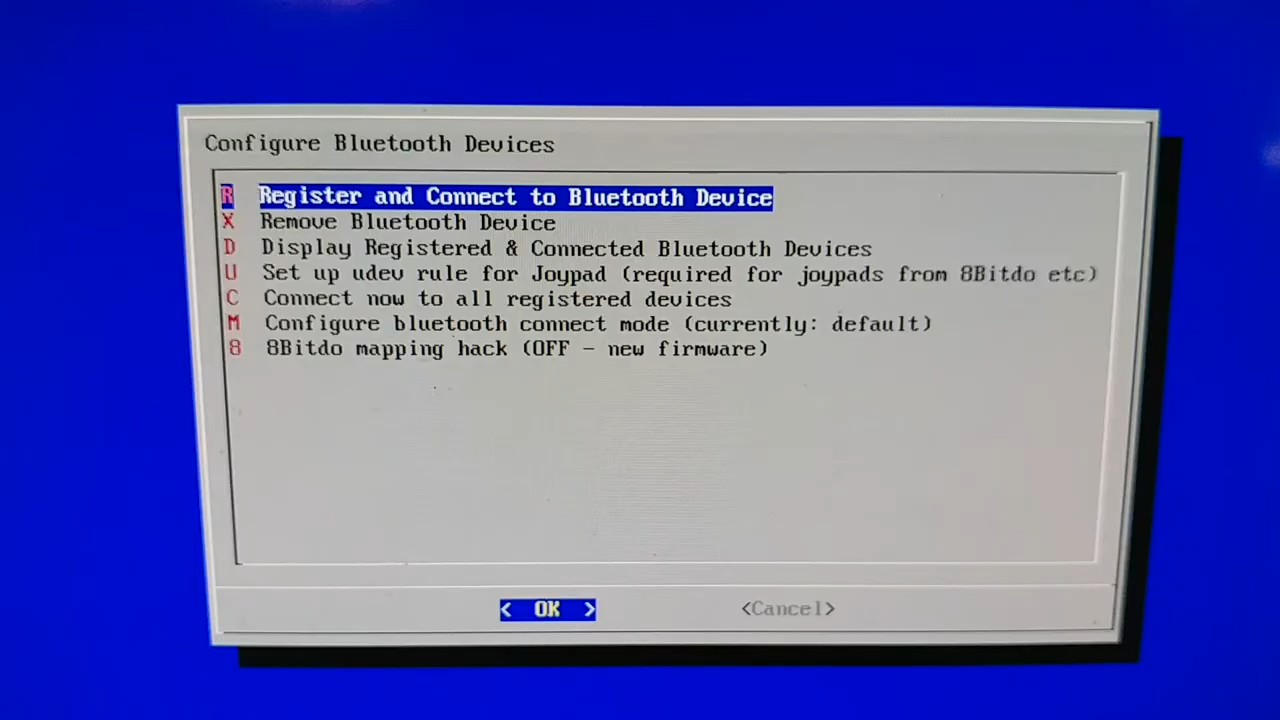 Configure Bluetooth Devices
R Register and Connect to Bluetooth Device
X Remove Bluetooth Device
D Display Registered & Connected Bluetooth Devices
U Set up udev rule for Joypad (required for joypads from 8Bitdo etc)
C Connect now to all registered devices
M Configure bluetooth connect mode (currently: default)
8 8Bitdo mapping hack (OFF - new firmware)
< OK > <Cancel>